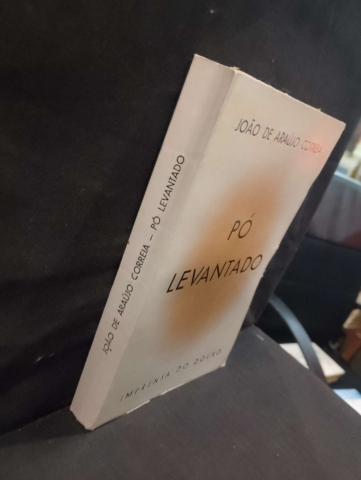 JOÃO DE ARAÚJO CORREIA
PÓ
LEVANTADO
IMPRENSA DO DOURO
JOÃO DE ARAÚJO CORREIA — PÓ LEVANTADO